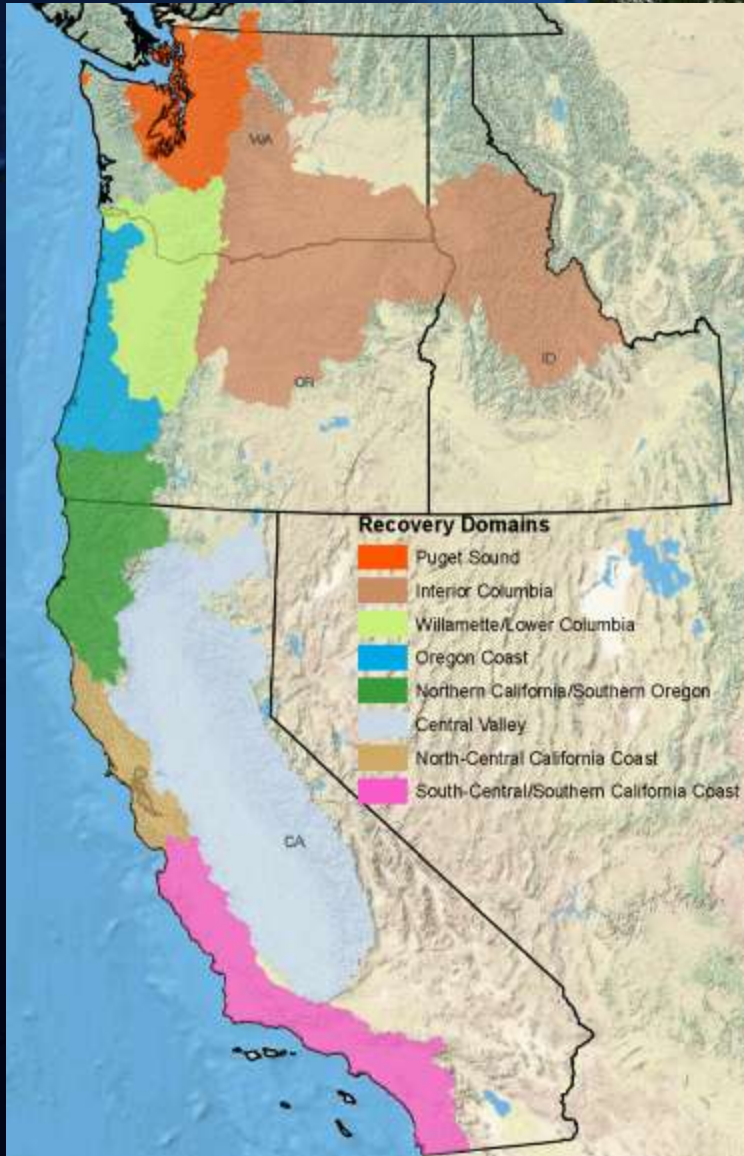 WA
OR
ID
Recovery Domains
Puget Sound
Interior Columbia
Willamette/Lower Columbia
Oregon Coast
Northern California/Southern Oregon
Central Valley
North-Central California Coast
South-Central/Southern California Coast
CA